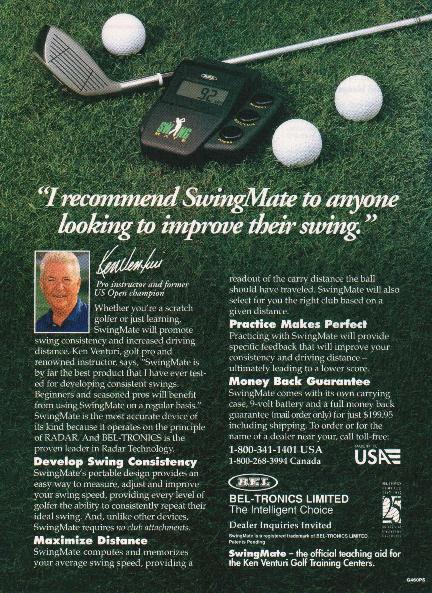 BEL
92
SWING
MATE
"I recommend SwingMate to anyone
looking to improve their swing."
Ken Venturi
Pro instructor and former
US Open champion
Whether you're a scratch
golfer or just learning,
SwingMate will promote
swing consistency and increased driving
distance. Ken Venturi, golf pro and
renowned instructor, says, "SwingMate is
by far the best product that I have ever test-
ed for developing consistent swings.
Beginners and seasoned pros will benefit
from using SwingMate on a regular basis."
SwingMate is the most accurate device of
its kind because it operates on the principle
of RADAR. And BEL-TRONICS is the
proven leader in Radar Technology.
Develop Swing Consistency
SwingMate's portable design provides an
easy way to measure, adjust and improve
your swing speed, providing every level of
golfer the ability to consistently repeat their
ideal swing. And, unlike other devices,
SwingMate requires no club attachments.
Maximize Distance
SwingMate computes and memorizes
your average swing speed, providing a
readout of the carry distance the ball
should have traveled. SwingMate will also
select for you the right club based on a
given distance.
Practice Makes Perfect
Practicing with SwingMate will provide
specific feedback that will improve your
consistency and driving distance –
ultimately leading to a lower score.
Money Back Guarantee
SwingMate comes with its own carrying
case, 9-volt battery and a full money back
guarantee (mail order only) for just $199.95
including shipping. To order or for the
name of a dealer near your, call toll-free:
1-800-341-1401 USA
1-800-268-3994 Canada
MADE IN THE
USA
BEL
BEL-TRONICS LIMITED
The Intelligent Choice
Dealer Inquiries Invited
SwingMate is a registered trademark of BEL-TRONICS LIMITED
Patents Pending
25
SwingMate – the official teaching aid for
the Ken Venturi Golf Training Centers.
G460PS